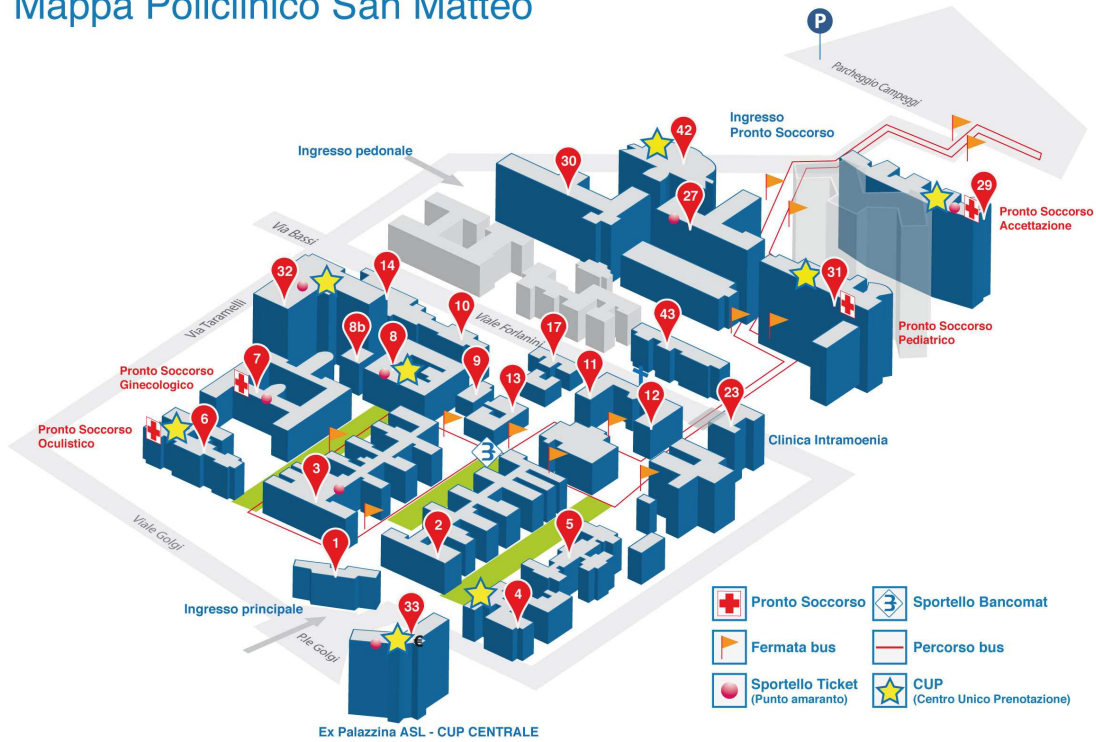 Mappa Policlinico San Matteo
P
Parcheggio Campeggi
Ingresso
Pronto Soccorso
42
Ingresso pedonale
30
27
29
Pronto Soccorso
Accettazione
Via Bassi
32
14
31
Via Taramelli
8b
8
10
Viale Forlanini
17
43
Pronto Soccorso
Pediatrico
Pronto Soccorso
Ginecologico
7
9
13
11
12
23
Pronto Soccorso
Oculistico
6
Clinica Intramoenia
3
Viale Golgi
1
2
5
4
Ingresso principale
33
€
P.le Golgi
Ex Palazzina ASL - CUP CENTRALE
Pronto Soccorso
Sportello Bancomat
Fermata bus
Percorso bus
Sportello Ticket
(Punto amaranto)
CUP
(Centro Unico Prenotazione)